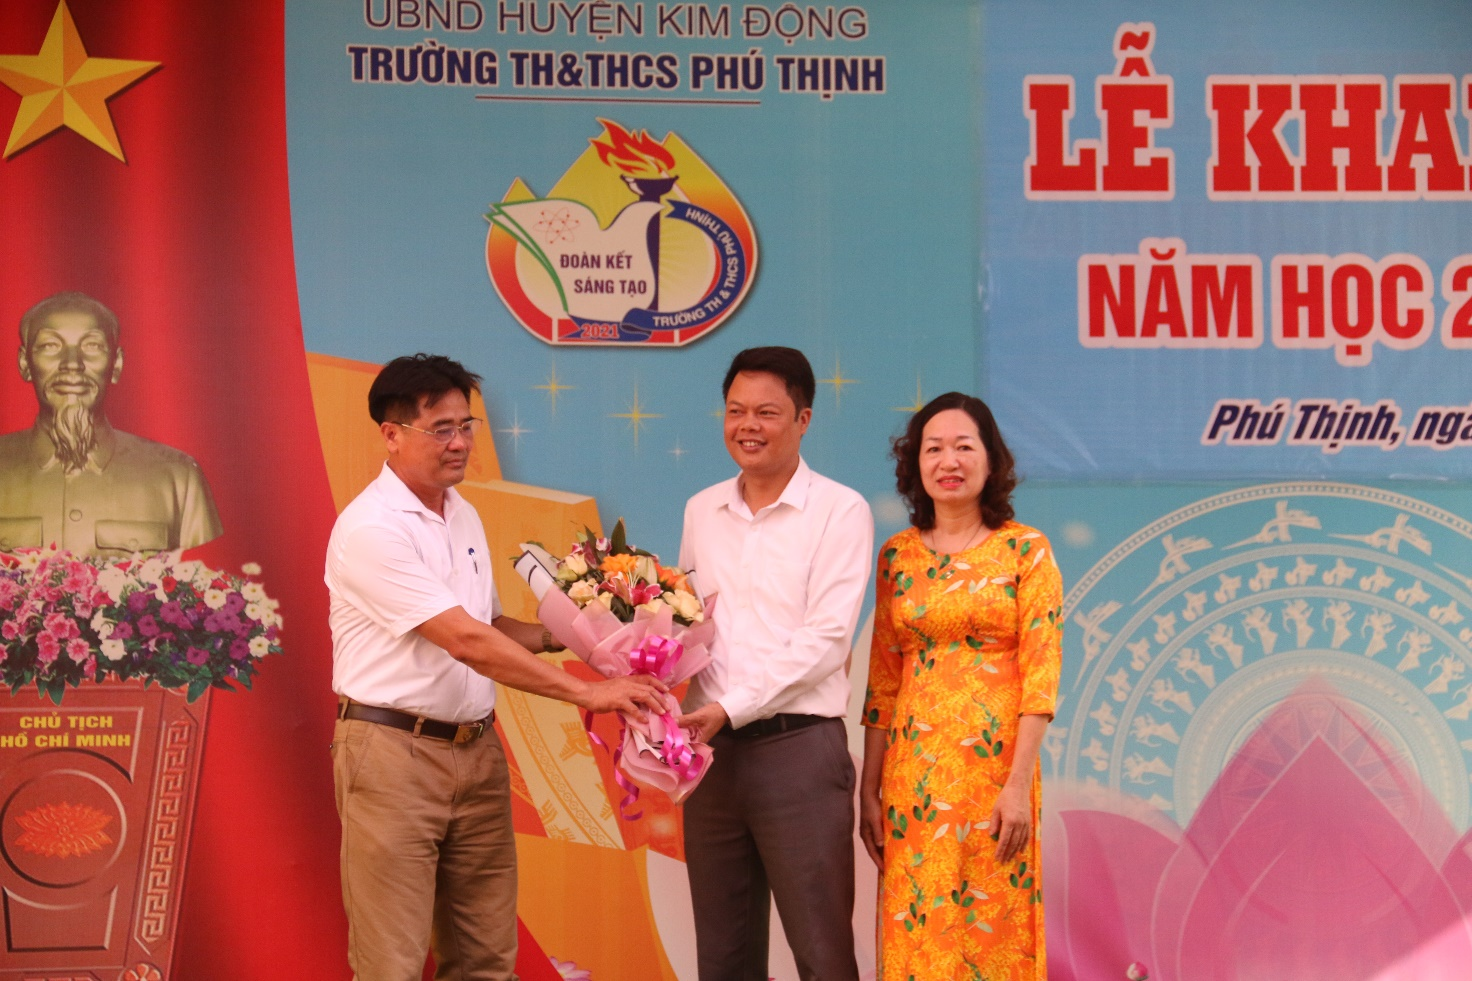 UBND HUYỆN KIM ĐỘNG
TRƯỜNG TH&THCS PHÚ THỊNH
ĐOÀN KẾT
SÁNG TẠO
TRƯỜNG TH & THCS PHÚ THỊNH
2021
LỄ KHAI
NĂM HỌC 2
Phú Thịnh, ngà
CHỦ TỊCH
HỒ CHÍ MINH